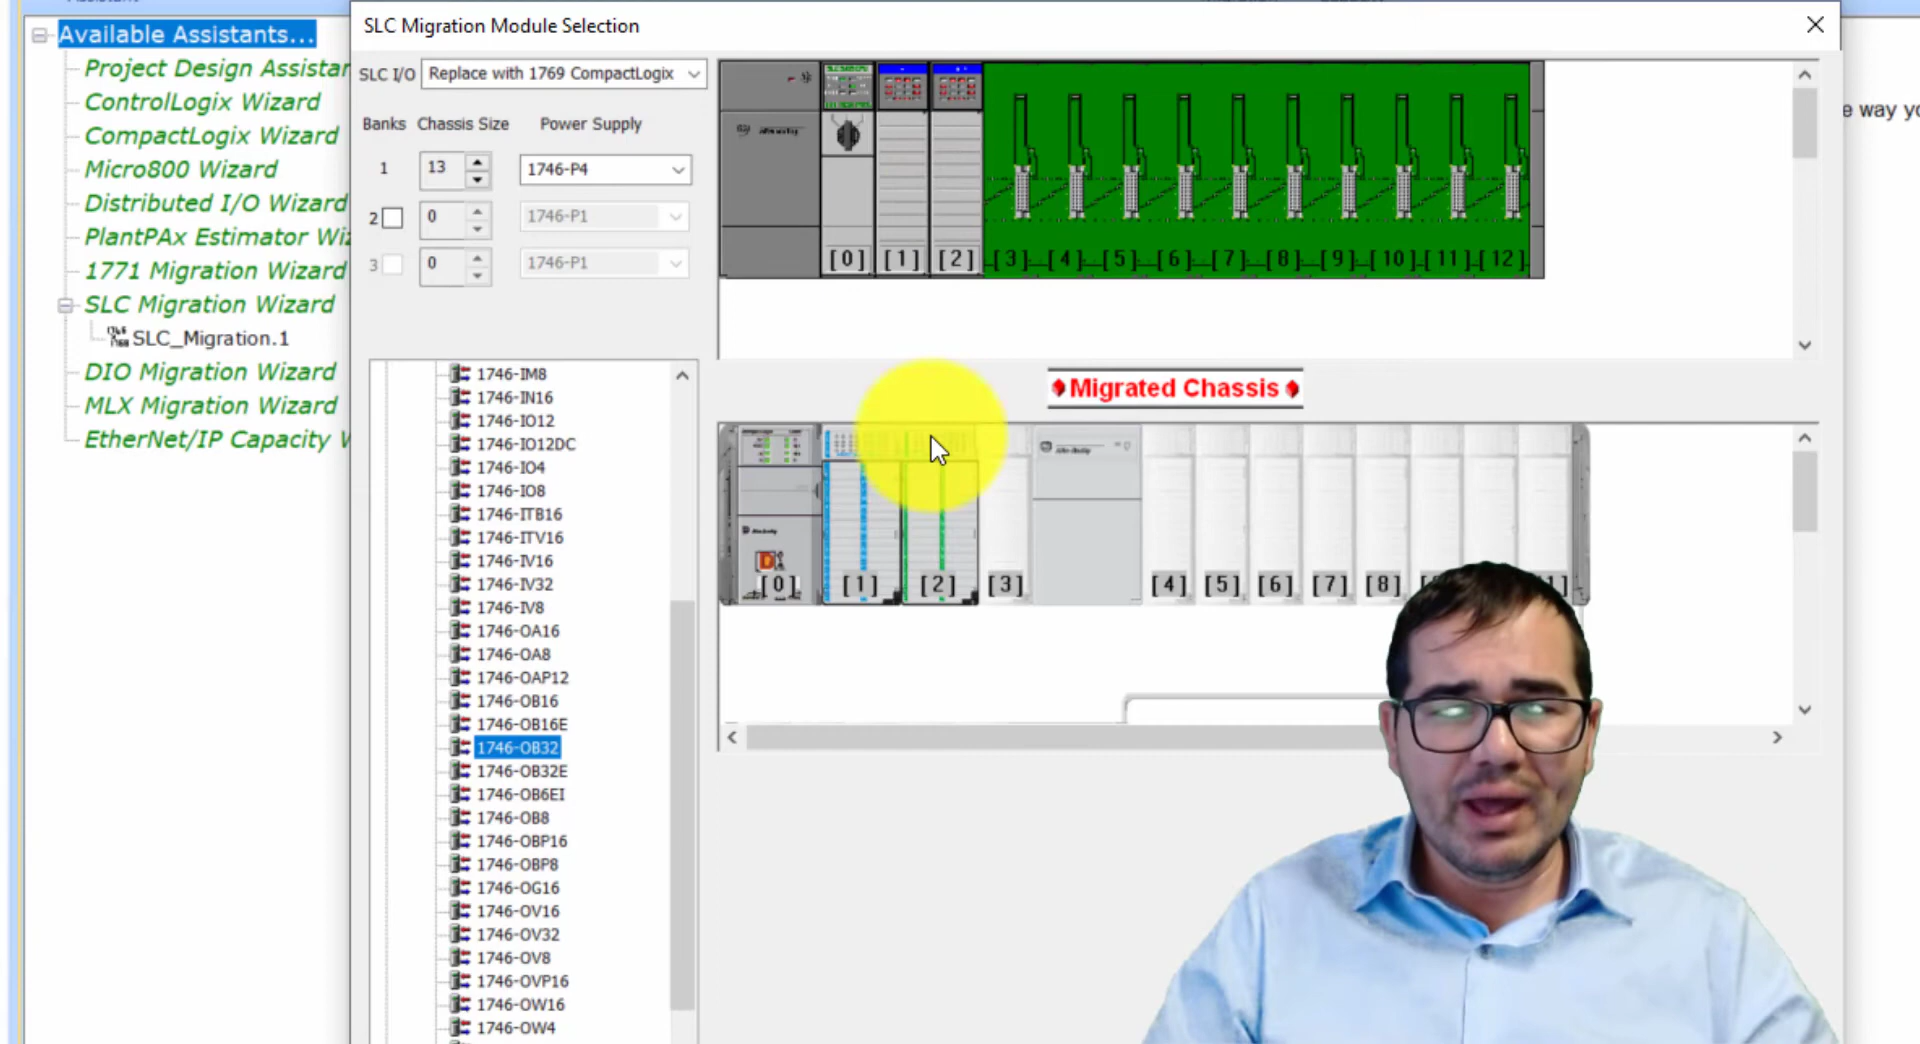 SLC Migration Module Selection
Available Assistants...
Project Design Assistar
ControlLogix Wizard
CompactLogix Wizard
Micro800 Wizard
Distributed I/O Wizard
PlantPAx Estimator Wiz
1771 Migration Wizard
SLC Migration Wizard
SLC_Migration.1
DIO Migration Wizard
MLX Migration Wizard
EtherNet/IP Capacity W
SLC I/O Replace with 1769 CompactLogix
Banks Chassis Size Power Supply
1 13 1746-P4
2 0 1746-P1
3 0 1746-P1
[0] [1] [2] [3] [4] [5] [6] [7] [8] [9] [10] [11] [12]
e way yo
Migrated Chassis
[0] [1] [2] [3] [4] [5] [6] [7] [8]
1746-IM8
1746-IN16
1746-IO12
1746-IO12DC
1746-IO4
1746-IO8
1746-ITB16
1746-ITV16
1746-IV16
1746-IV32
1746-IV8
1746-OA16
1746-OA8
1746-OAP12
1746-OB16
1746-OB16E
1746-OB32
1746-OB32E
1746-OB6EI
1746-OB8
1746-OBP16
1746-OBP8
1746-OG16
1746-OV16
1746-OV32
1746-OV8
1746-OVP16
1746-OW16
1746-OW4